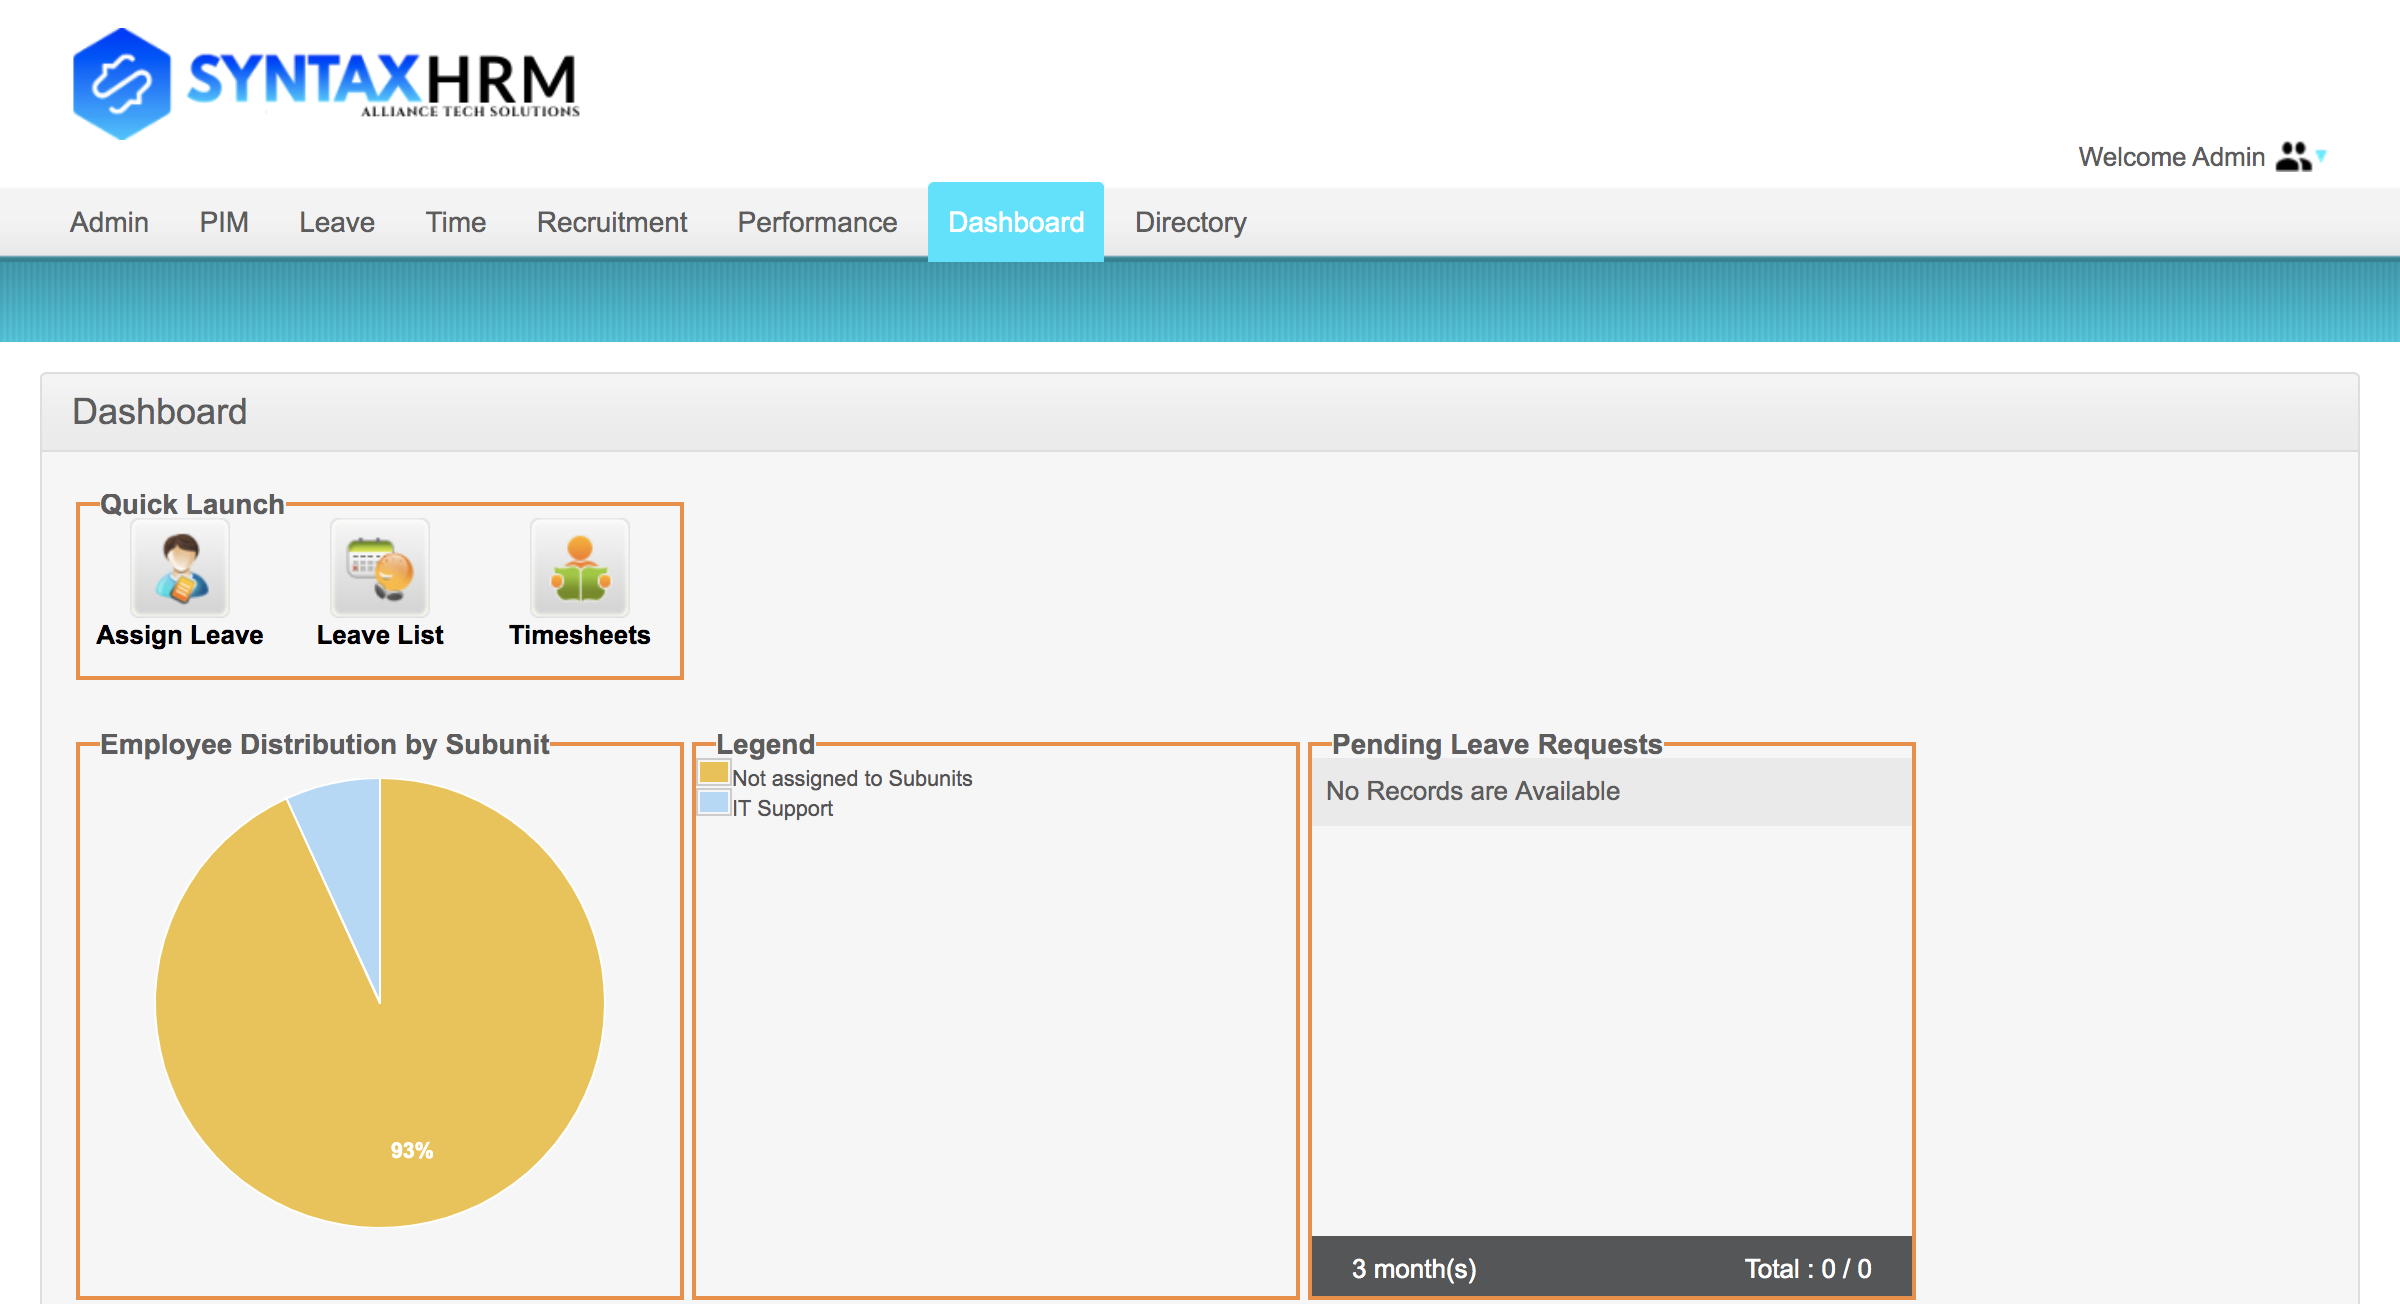 SYNTAXHRM
ALLIANCE TECH SOLUTIONS
Welcome Admin
Admin PIM Leave Time Recruitment Performance Dashboard Directory
Dashboard
Quick Launch
Assign Leave Leave List Timesheets
Employee Distribution by Subunit
93%
Legend
Not assigned to Subunits
IT Support
Pending Leave Requests
No Records are Available
3 month(s) Total : 0 / 0